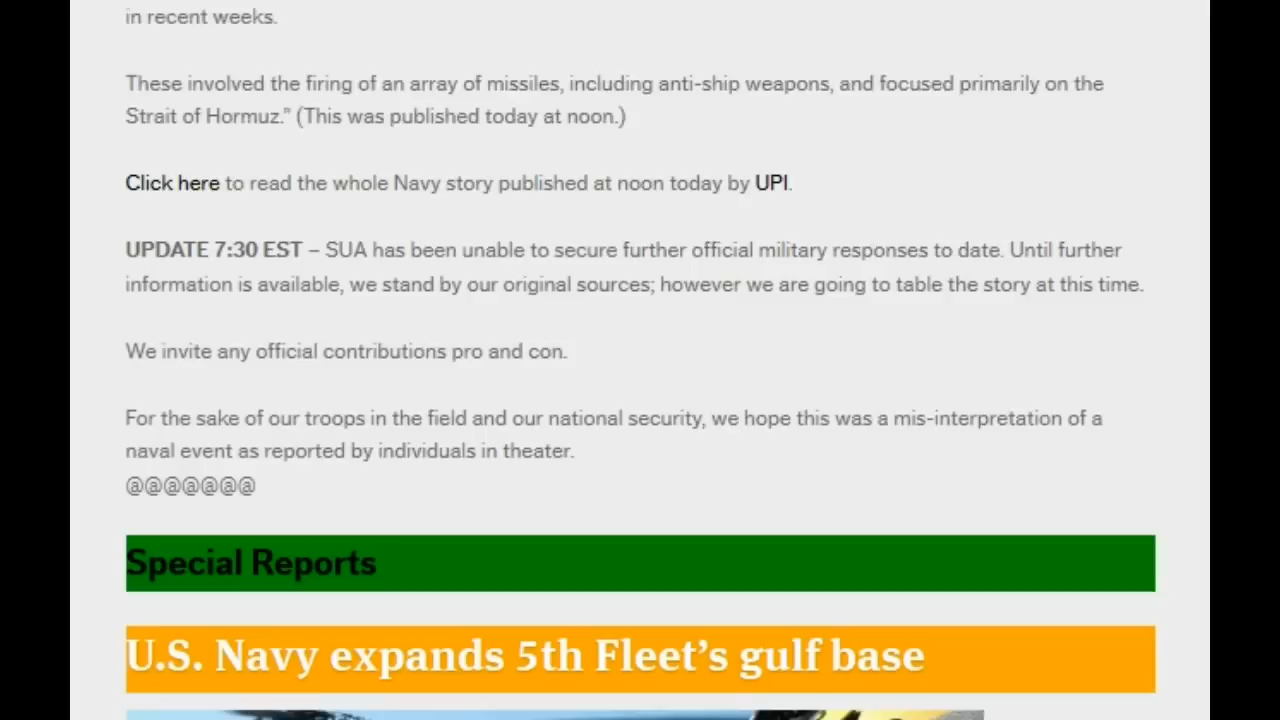 in recent weeks.
These involved the firing of an array of missiles, including anti-ship weapons, and focused primarily on the
Strait of Hormuz.” (This was published today at noon.)
Click here to read the whole Navy story published at noon today by UPI.
UPDATE 7:30 EST – SUA has been unable to secure further official military responses to date. Until further
information is available, we stand by our original sources; however we are going to table the story at this time.
We invite any official contributions pro and con.
For the sake of our troops in the field and our national security, we hope this was a mis-interpretation of a
naval event as reported by individuals in theater.
@@@@@@@
Special Reports
U.S. Navy expands 5th Fleet’s gulf base